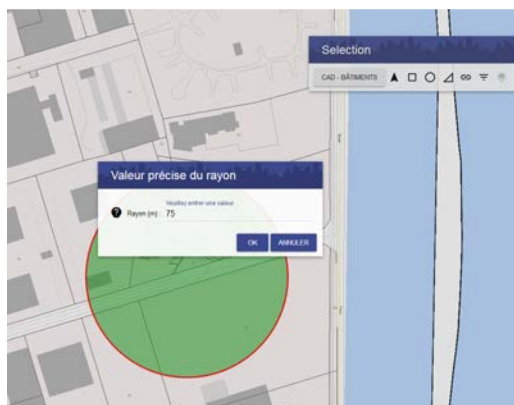 Selection
CAD - BÂTIMENTS
Valeur précise du rayon
Veuillez entrer une valeur
Rayon (m) : 75
OK ANNULER